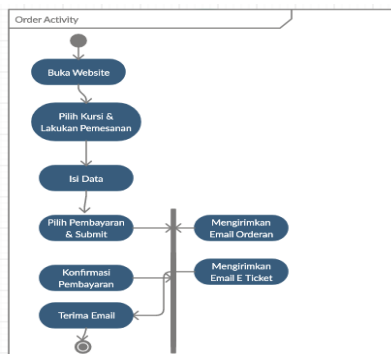 Order Activity
Buka Website
Pilih Kursi &
Lakukan Pemesanan
Isi Data
Pilih Pembayaran
& Submit
Mengirimkan
Email Orderan
Konfirmasi
Pembayaran
Mengirimkan
Email E Ticket
Terima Email